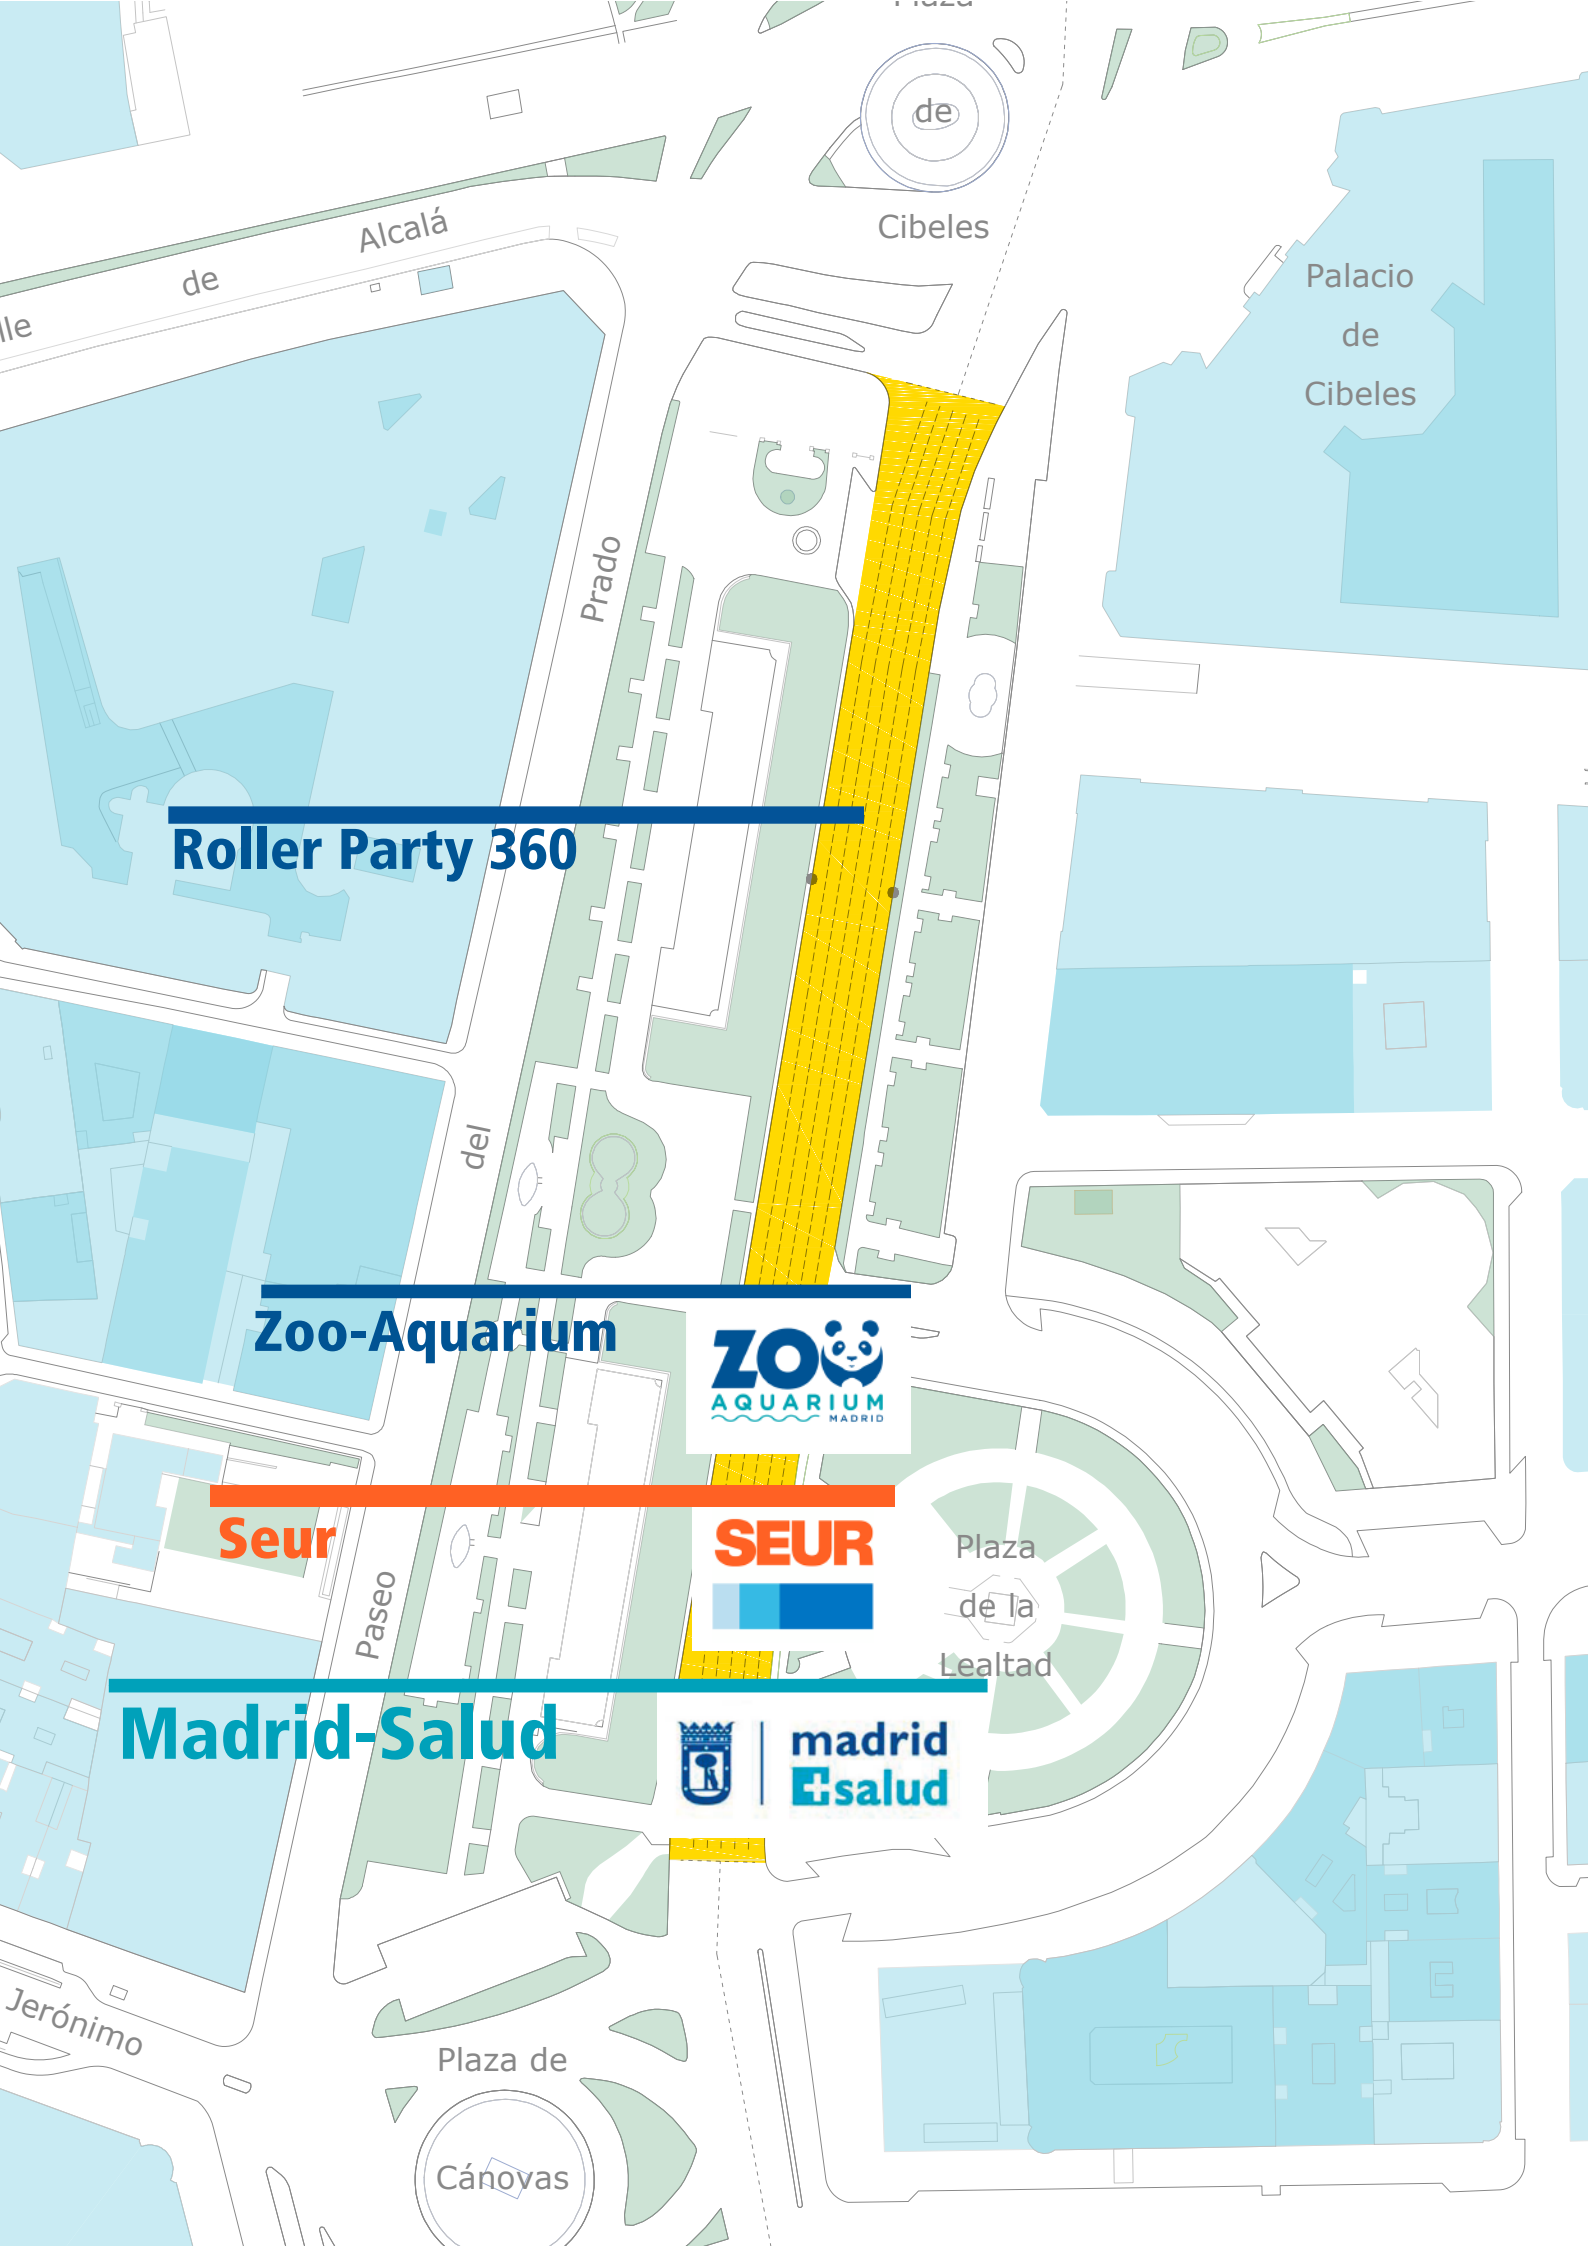 Plaza
de
Cibeles
Alcalá
de
lle
Palacio
de
Cibeles
Prado
Roller Party 360
del
Zoo-Aquarium
ZOO
AQUARIUM
MADRID
Seur
SEUR
Plaza
de la
Lealtad
Paseo
Madrid-Salud
madrid
salud
Jerónimo
Plaza de
Cánovas